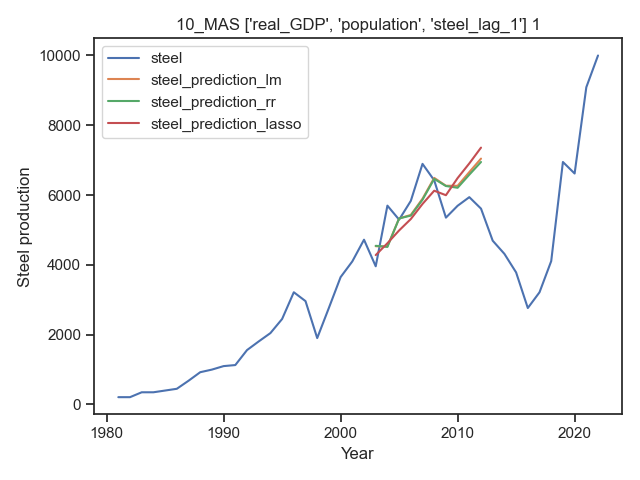 10_MAS ['real_GDP', 'population', 'steel_lag_1'] 1
steel
steel_prediction_lm
steel_prediction_rr
steel_prediction_lasso
10000
8000
6000
4000
2000
0
Steel production
1980 1990 2000 2010 2020
Year